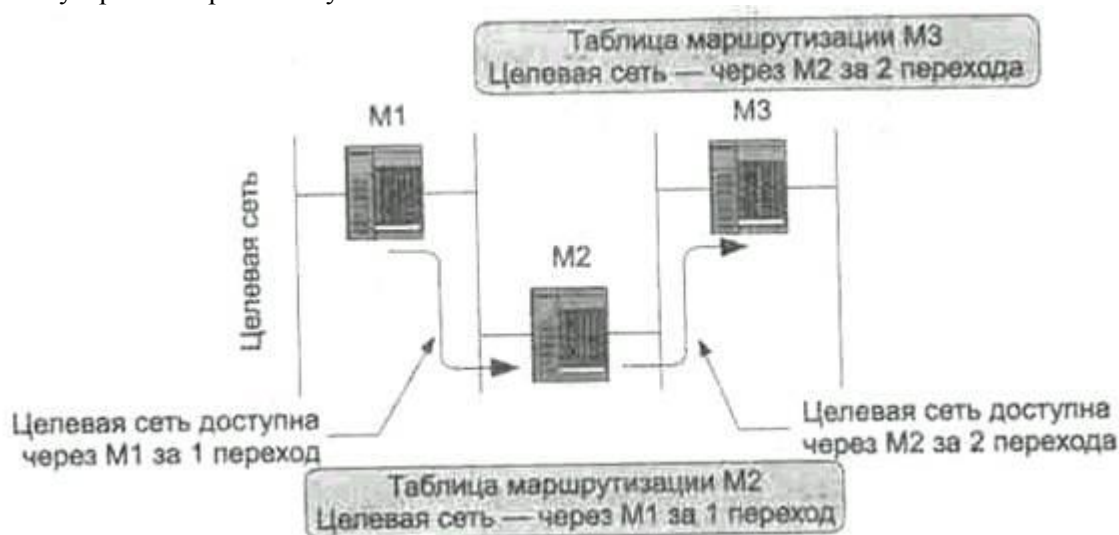 Таблица маршрутизации М3
Целевая сеть — через М2 за 2 перехода
М1
М3
Целевая сеть
М2
Целевая сеть доступна
через М1 за 1 переход
Целевая сеть доступна
через М2 за 2 перехода
Таблица маршрутизации М2
Целевая сеть — через М1 за 1 переход